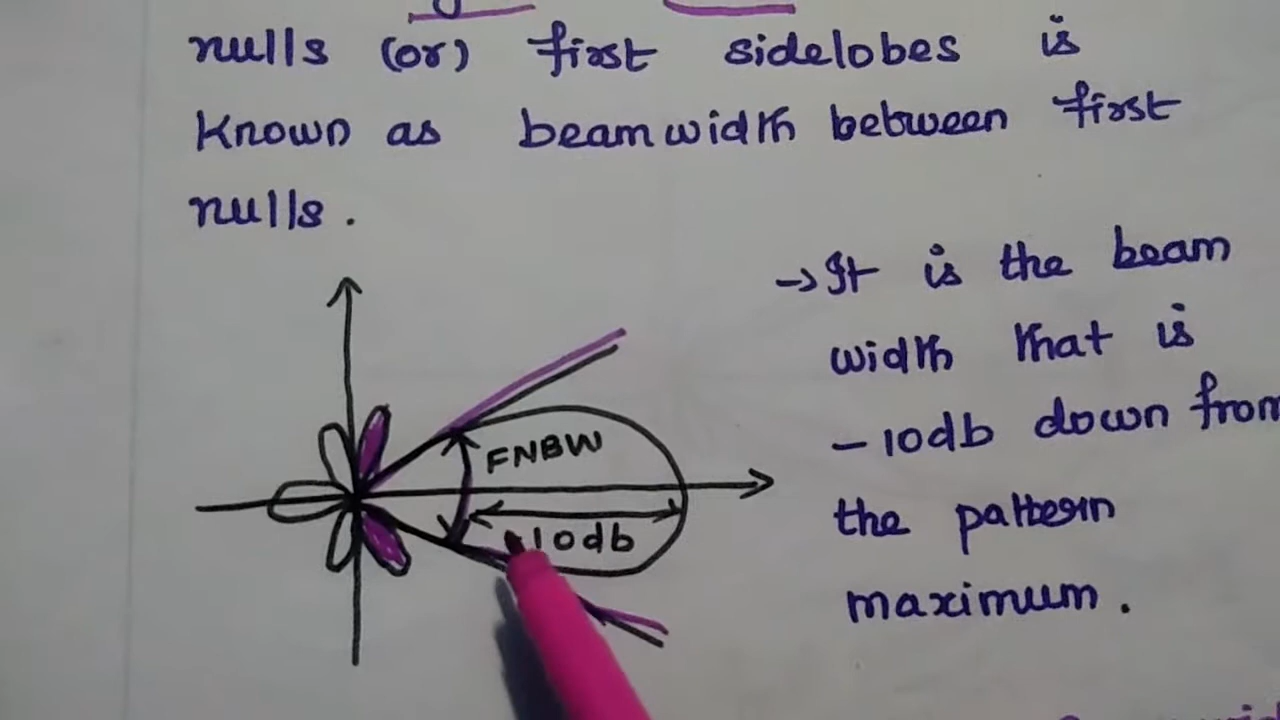 nulls (or) first sidelobes is
known as beamwidth between first
nulls.
→ It is the beam
width that is
-10db down from
the pattern
maximum.
FNBW
-10db